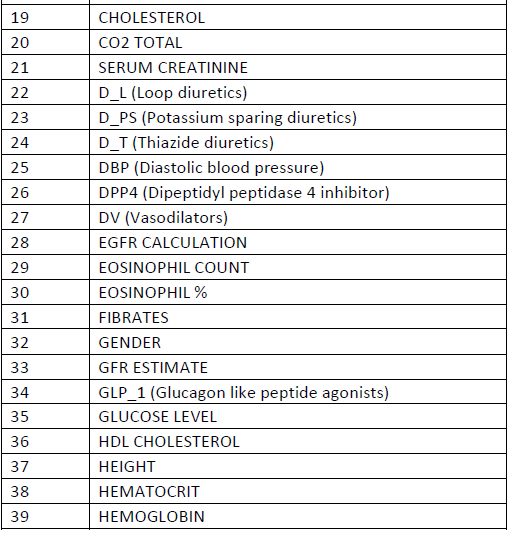 19 CHOLESTEROL
20 CO2 TOTAL
21 SERUM CREATININE
22 D_L (Loop diuretics)
23 D_PS (Potassium sparing diuretics)
24 D_T (Thiazide diuretics)
25 DBP (Diastolic blood pressure)
26 DPP4 (Dipeptidyl peptidase 4 inhibitor)
27 DV (Vasodilators)
28 EGFR CALCULATION
29 EOSINOPHIL COUNT
30 EOSINOPHIL %
31 FIBRATES
32 GENDER
33 GFR ESTIMATE
34 GLP_1 (Glucagon like peptide agonists)
35 GLUCOSE LEVEL
36 HDL CHOLESTEROL
37 HEIGHT
38 HEMATOCRIT
39 HEMOGLOBIN